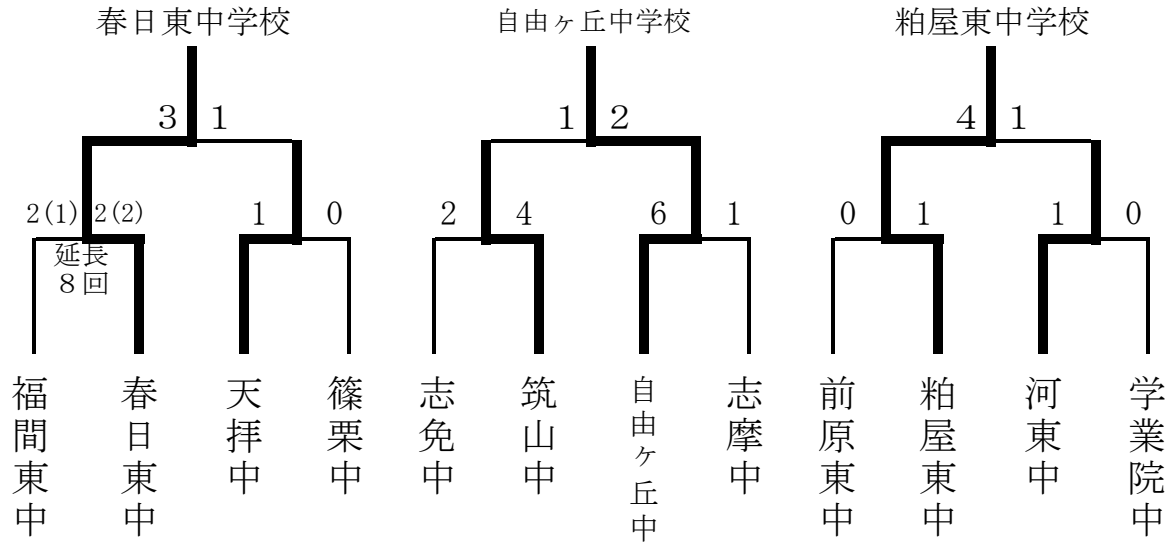 春日東中学校 自由ヶ丘中学校 粕屋東中学校
3 1 1 2 4 1
2(1) 2(2) 1 0 2 4 6 1 0 1 1 0
延長
８回
福間東中
春日東中
天拝中
篠栗中
志免中
筑山中
自由ヶ丘中
志摩中
前原東中
粕屋東中
河東中
学業院中